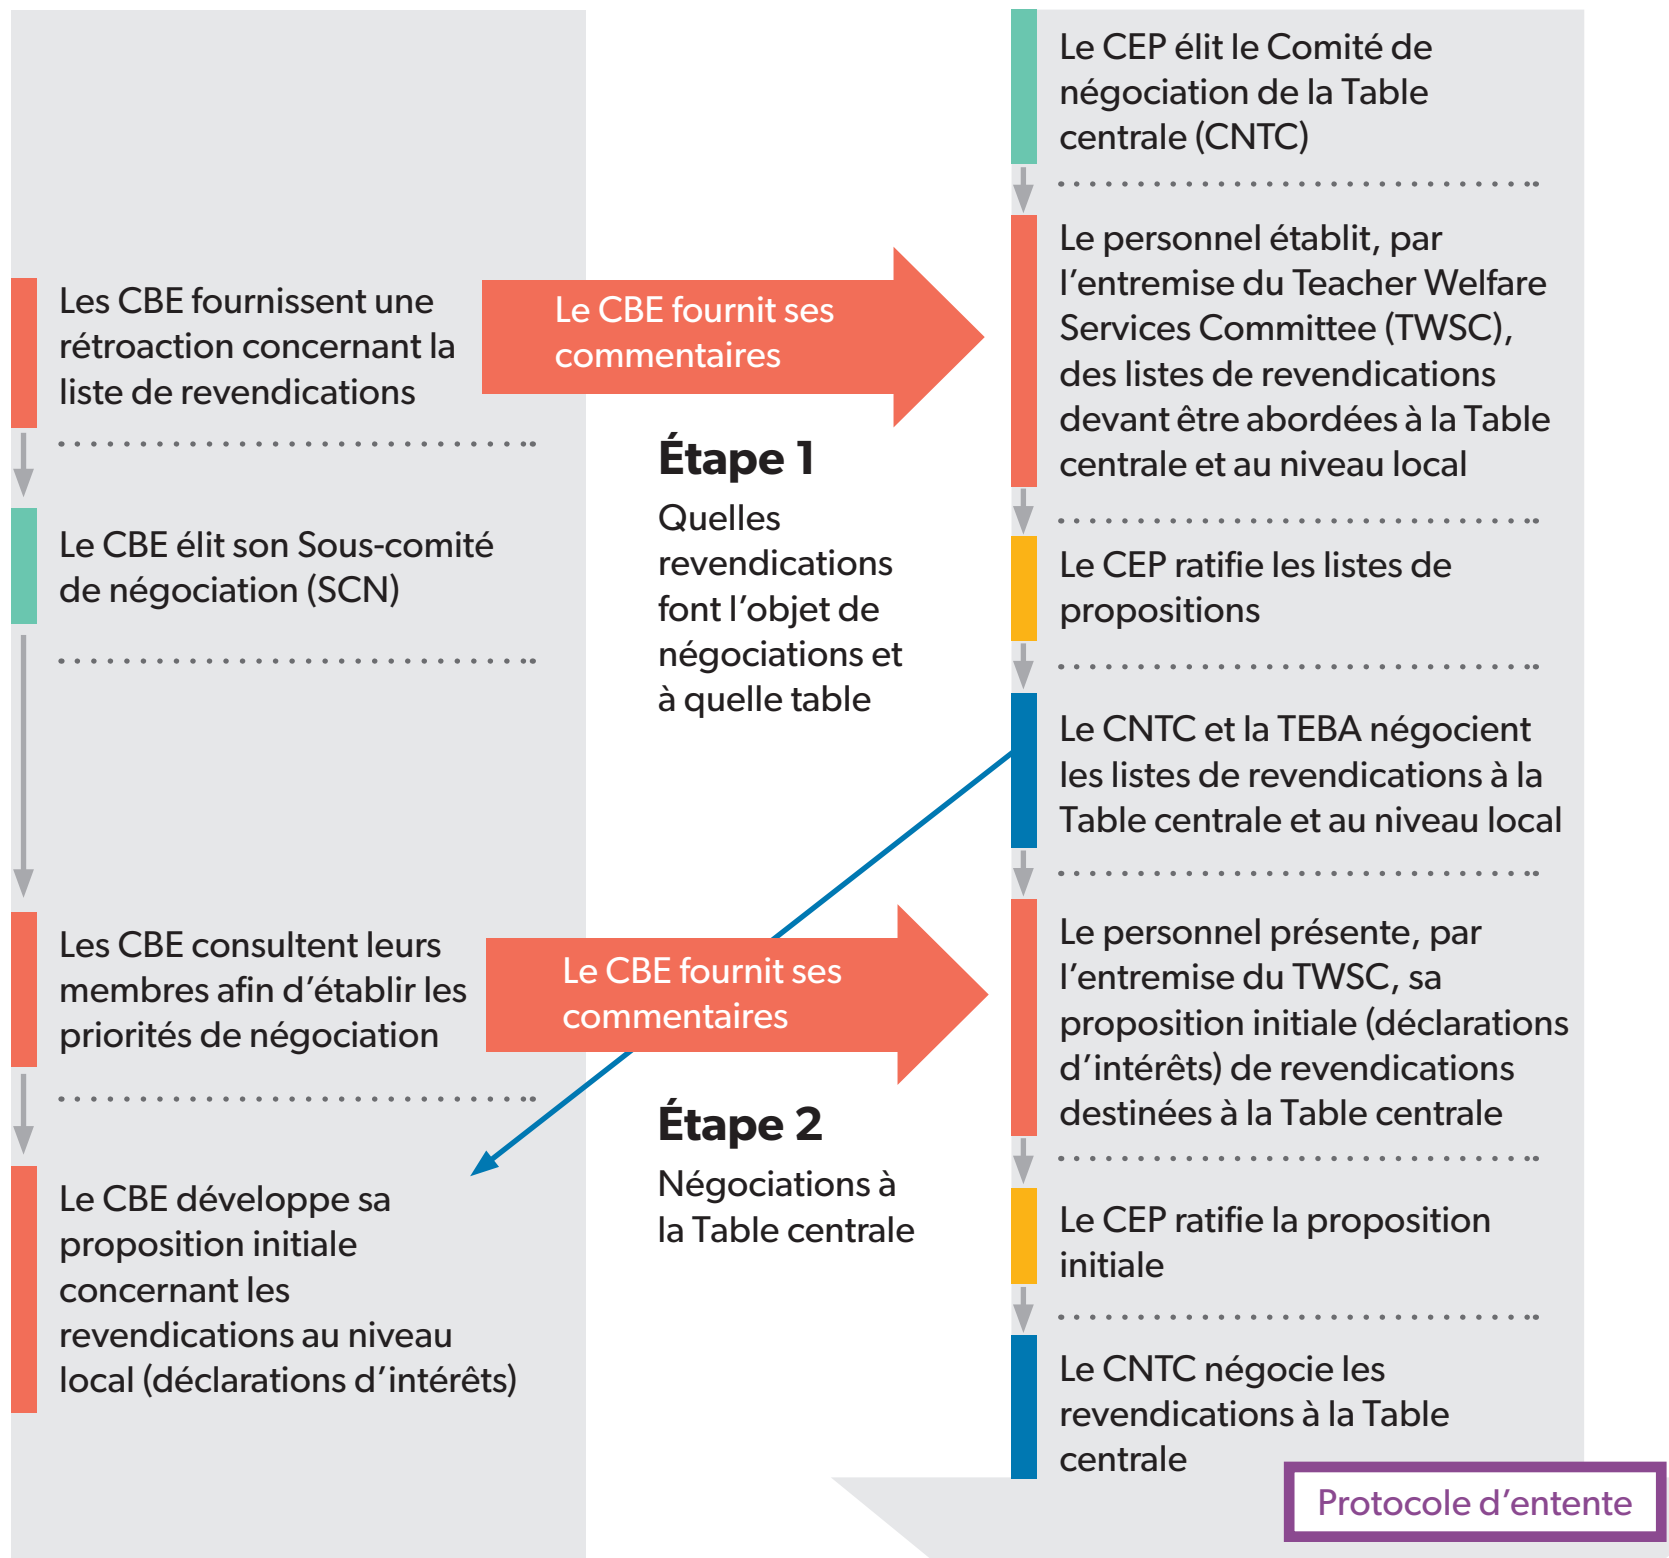 Les CBE fournissent une
rétroaction concernant la
liste de revendications
Le CBE élit son Sous-comité
de négociation (SCN)
Les CBE consultent leurs
membres afin d’établir les
priorités de négociation
Le CBE développe sa
proposition initiale
concernant les
revendications au niveau
local (déclarations d’intérêts)
Le CBE fournit ses
commentaires
Étape 1
Quelles
revendications
font l’objet de
négociations et
à quelle table
Le CBE fournit ses
commentaires
Étape 2
Négociations à
la Table centrale
Le CEP élit le Comité de
négociation de la Table
centrale (CNTC)
Le personnel établit, par
l’entremise du Teacher Welfare
Services Committee (TWSC),
des listes de revendications
devant être abordées à la Table
centrale et au niveau local
Le CEP ratifie les listes de
propositions
Le CNTC et la TEBA négocient
les listes de revendications à la
Table centrale et au niveau local
Le personnel présente, par
l’entremise du TWSC, sa
proposition initiale (déclarations
d’intérêts) de revendications
destinées à la Table centrale
Le CEP ratifie la proposition
initiale
Le CNTC négocie les
revendications à la Table
centrale
Protocole d’entente